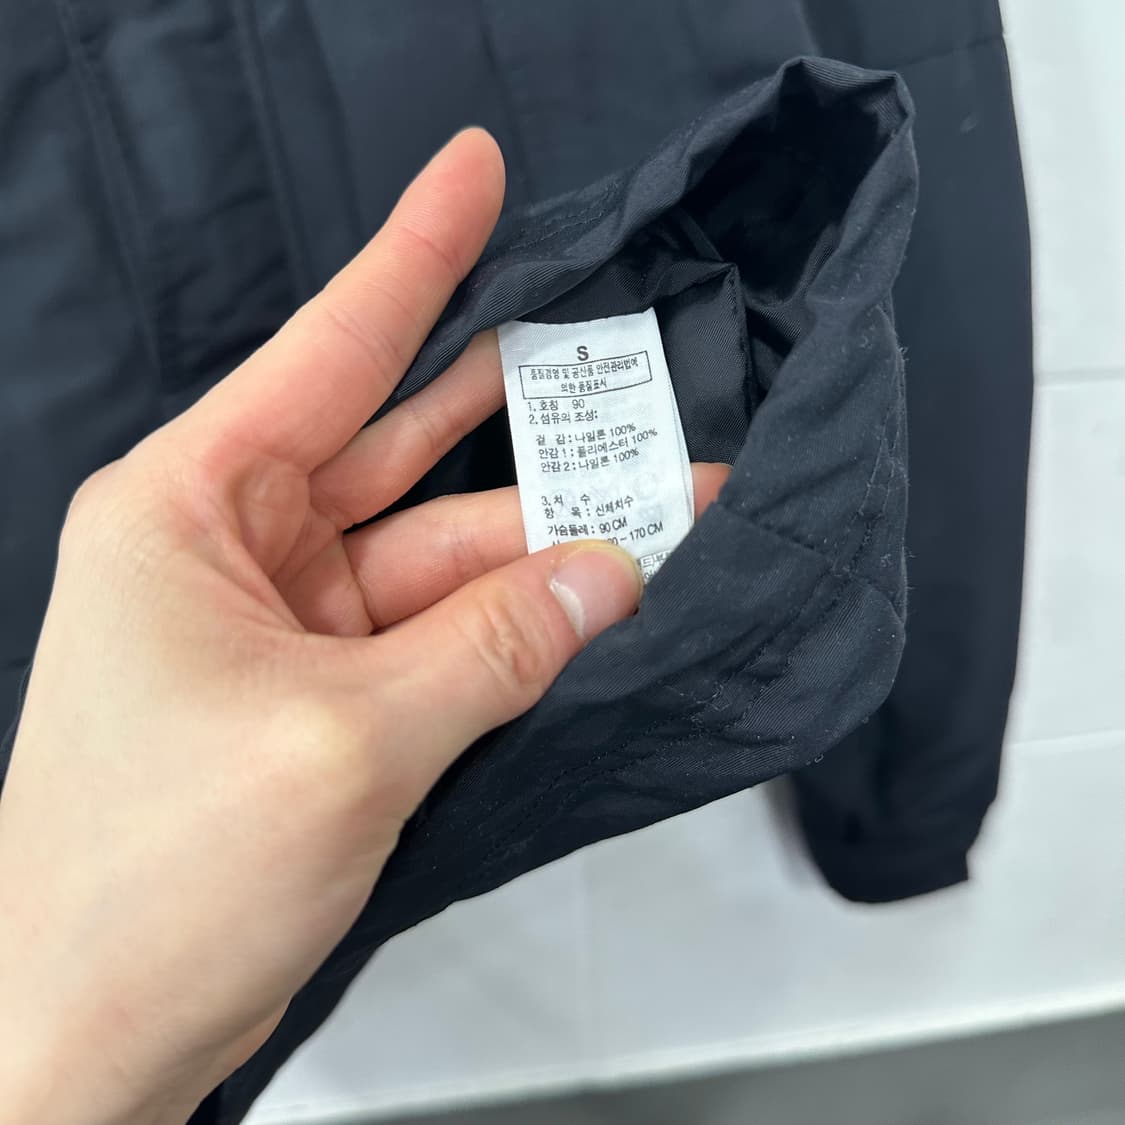 S
품질경영 및 공산품 안전관리법에
의한 품질표시
1. 호칭 90
2. 섬유의 조성:
겉 감 : 나일론 100%
안감 1 : 폴리에스터 100%
안감 2 : 나일론 100%
3. 치 수
항 목 : 신체치수
가슴둘레 : 90 CM
~ 170 CM